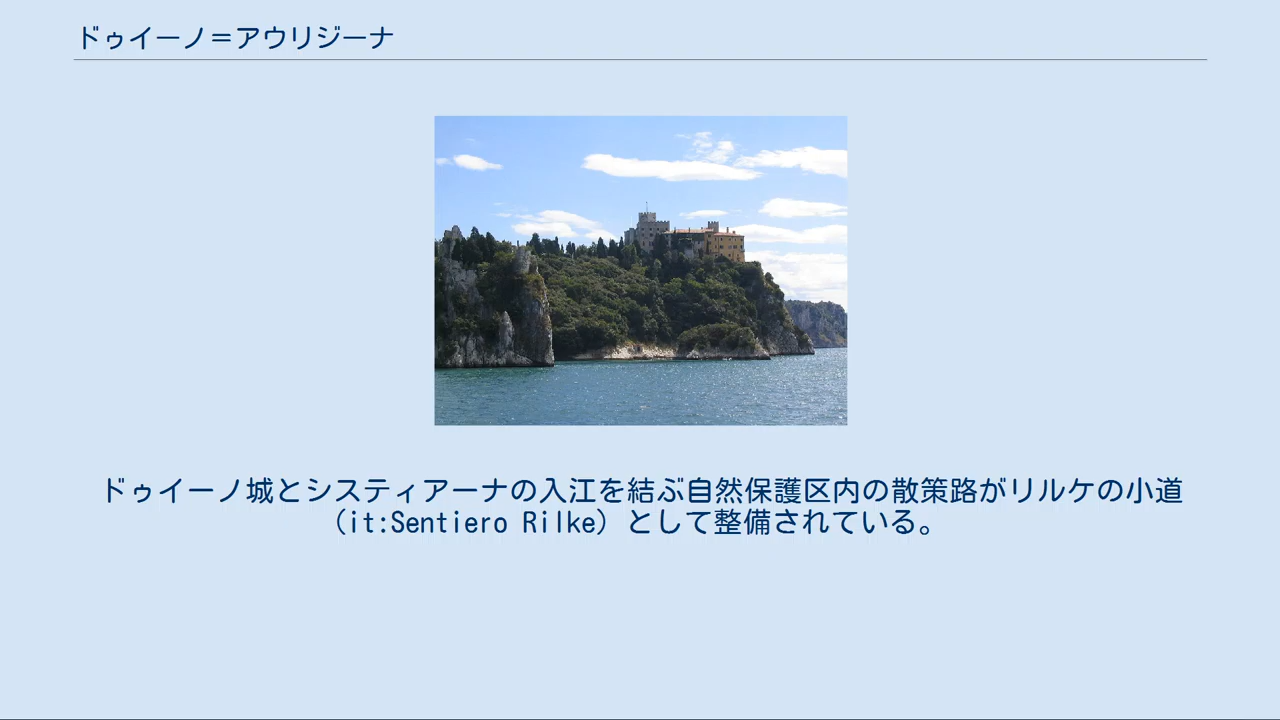 ドゥイーノ＝アウリジーナ
ドゥイーノ城とシスティアーナの入江を結ぶ自然保護区内の散策路がリルケの小道
（it:Sentiero Rilke）として整備されている。